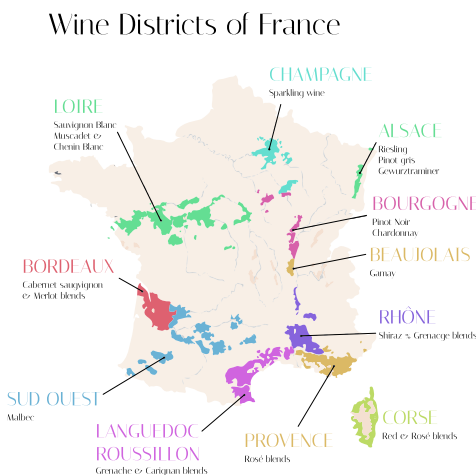 Wine Districts of France
CHAMPAGNE
Sparkling wine
LOIRE
Sauvignon Blanc
Muscadet &
Chenin Blanc
ALSACE
Riesling
Pinot gris
Gewurztraminer
BOURGOGNE
Pinot Noir
Chardonnay
BEAUJOLAIS
Gamay
BORDEAUX
Cabernet sauvignon
& Merlot blends
RHÔNE
Shiraz & Grenacge blends
SUD OUEST
Malbec
CORSE
Red & Rosé blends
LANGUEDOC
ROUSSILLON
Grenache & Carignan blends
PROVENCE
Rosé blends